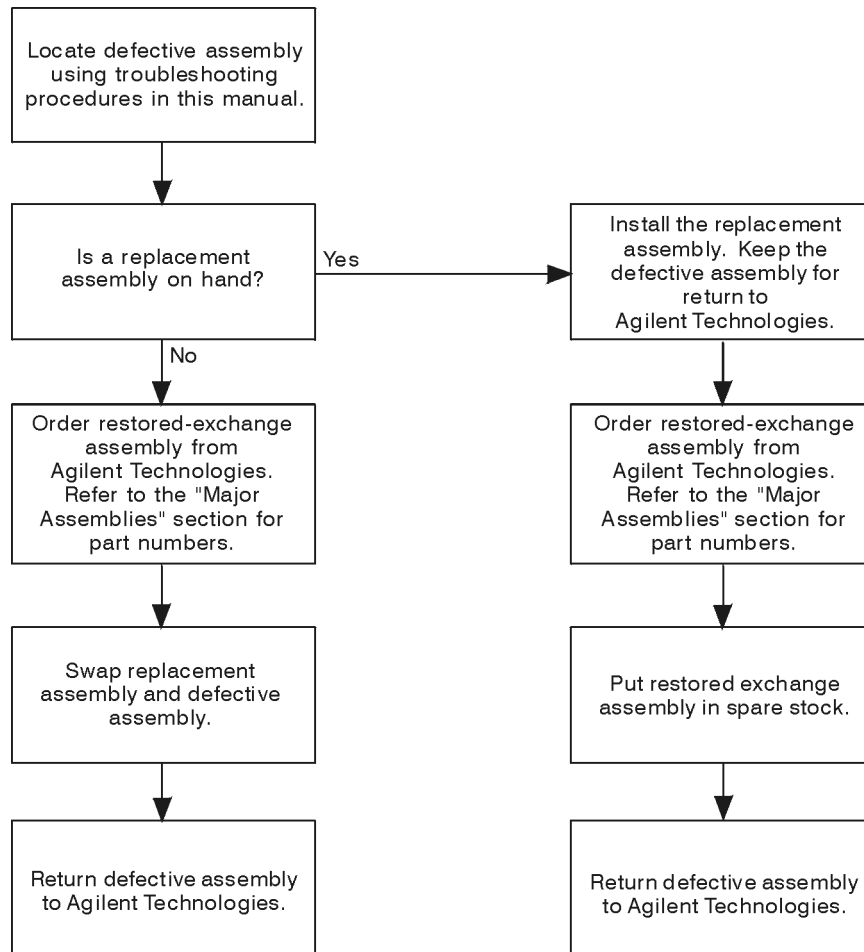 Locate defective assembly
using troubleshooting
procedures in this manual.
Is a replacement
assembly on hand?
Yes
Install the replacement
assembly. Keep the
defective assembly for
return to
Agilent Technologies.
No
Order restored-exchange
assembly from
Agilent Technologies.
Refer to the "Major
Assemblies" section for
part numbers.
Order restored-exchange
assembly from
Agilent Technologies.
Refer to the "Major
Assemblies" section for
part numbers.
Swap replacement
assembly and defective
assembly.
Put restored exchange
assembly in spare stock.
Return defective assembly
to Agilent Technologies.
Return defective assembly
to Agilent Technologies.